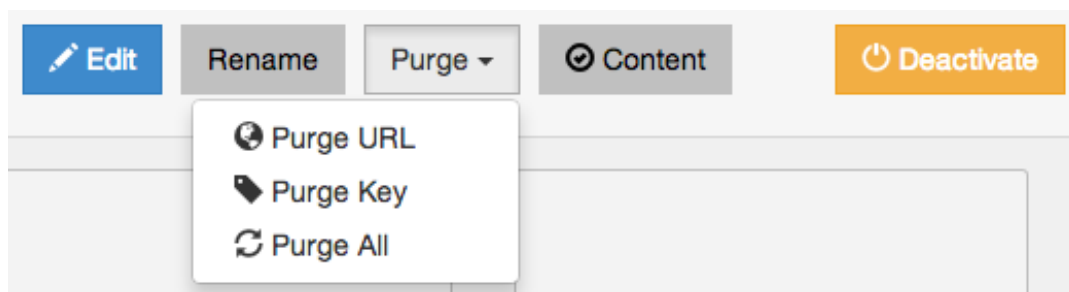 Edit Rename Purge Content Deactivate
Purge URL
Purge Key
Purge All